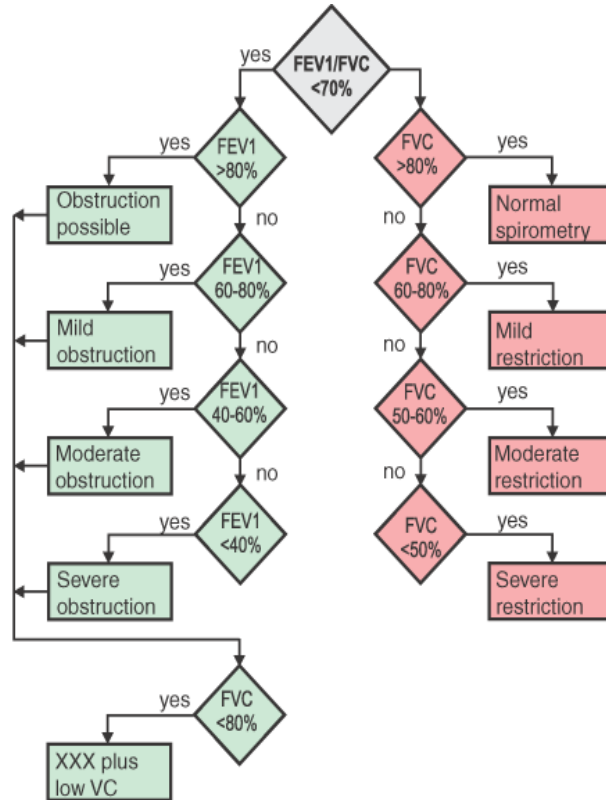 yes
FEV1/FVC
<70%
yes
FEV1
>80%
FVC
>80%
yes
Obstruction
possible
Normal
spirometry
no
no
yes
FEV1
60-80%
FVC
60-80%
yes
Mild
obstruction
Mild
restriction
no
no
yes
FEV1
40-60%
FVC
50-60%
yes
Moderate
obstruction
Moderate
restriction
no
no
yes
FEV1
<40%
FVC
<50%
yes
Severe
obstruction
Severe
restriction
yes
FVC
<80%
XXX plus
low VC